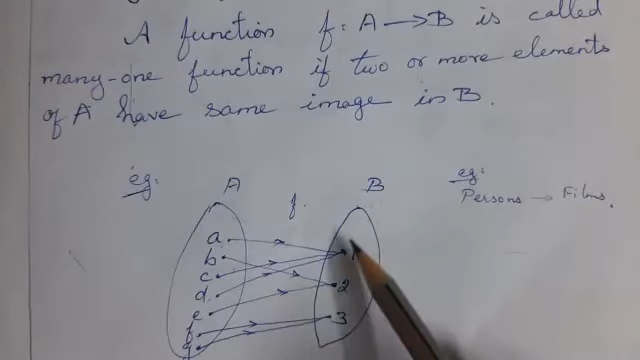 A function f: A → B is called
many-one function if two or more elements
of A have same image in B.
eg:
A f. B
a
b
c
d
e
f
g
1
2
3
eg:
Persons → Films.